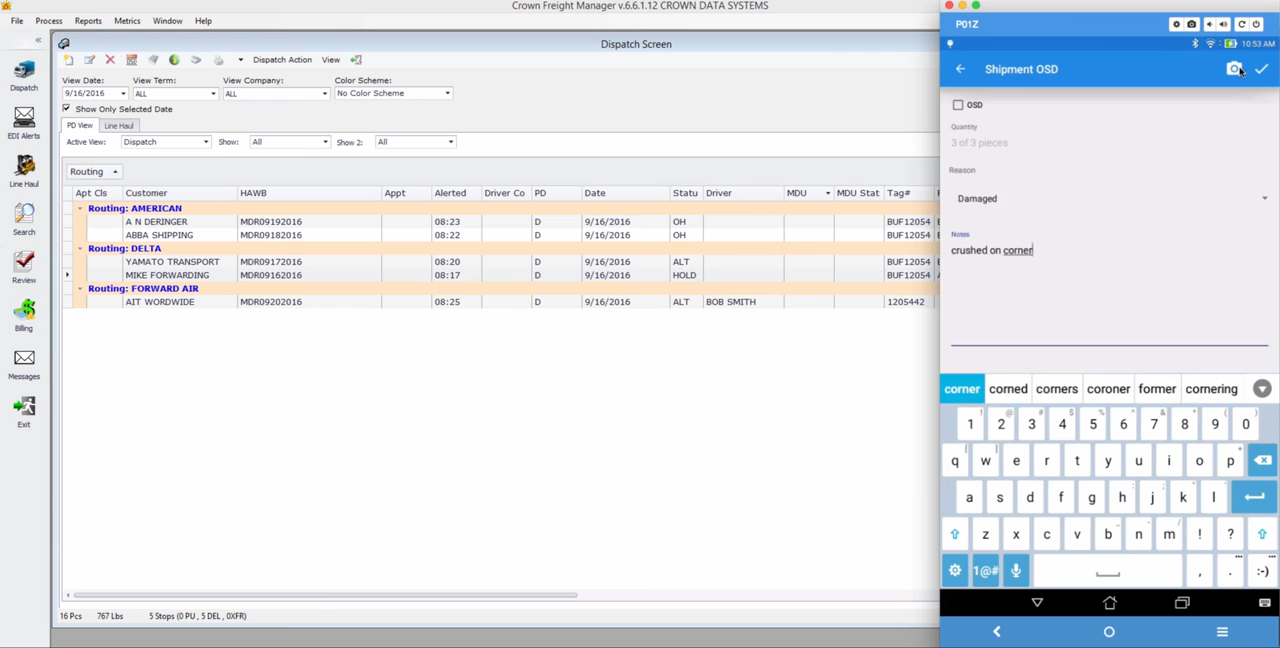 Crown Freight Manager v.6.6.1.12 CROWN DATA SYSTEMS
File Process Reports Metrics Window Help
Dispatch
EDI Alerts
Line Haul
Search
Review
Billing
Messages
Exit
Dispatch Screen
Dispatch Action View
View Date: View Term: View Company: Color Scheme:
9/16/2016 ALL ALL No Color Scheme
Show Only Selected Date
PD View Line Haul
Active View: Dispatch Show: All Show 2: All
Routing
Apt Cls Customer HAWB Appt Alerted Driver Co PD Date Statu Driver MDU MDU Stat Tag#
Routing: AMERICAN
A N DERINGER MDR09192016 08:23 D 9/16/2016 OH BUF12054
ABBA SHIPPING MDR09182016 08:22 D 9/16/2016 OH BUF12054
Routing: DELTA
YAMATO TRANSPORT MDR09172016 08:20 D 9/16/2016 ALT BUF12054
MIKE FORWARDING MDR09162016 08:17 D 9/16/2016 HOLD BUF12054
Routing: FORWARD AIR
AIT WORDWIDE MDR09202016 08:25 D 9/16/2016 ALT BOB SMITH 1205442
16 Pcs 767 Lbs 5 Stops (0 PU , 5 DEL , 0XFR)
P01Z
10:53 AM
Shipment OSD
OSD
Quantity
3 of 3 pieces
Reason
Damaged
Notes
crushed on corner
corner corned corners coroner former cornering
1 2 3 4 5 6 7 8 9 0
q w e r t y u i o p
a s d f g h j k l
z x c v b n m ! ?
1@# , . :-)